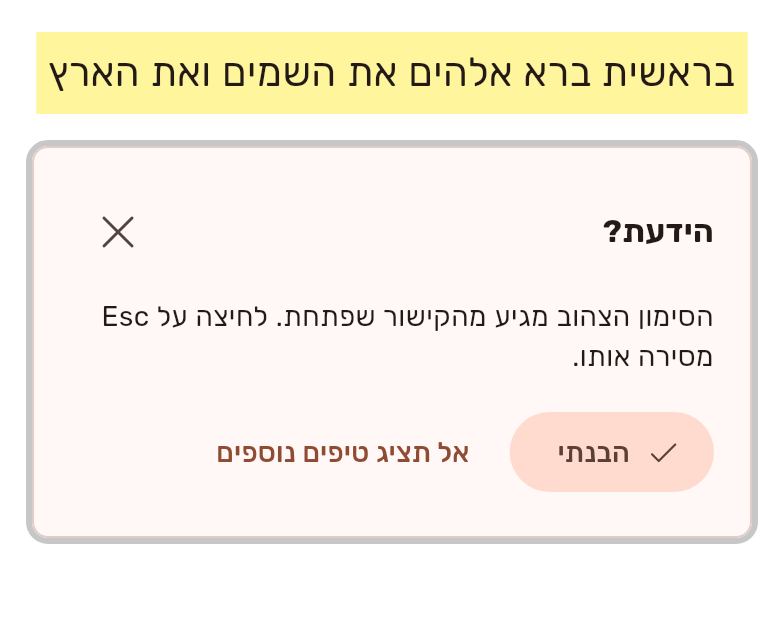 בראשית ברא אלהים את השמים ואת הארץ
הידעת?
הסימון הצהוב מגיע מהקישור שפתחת. לחיצה על Esc
מסירה אותו.
הבנתי
אל תציג טיפים נוספים